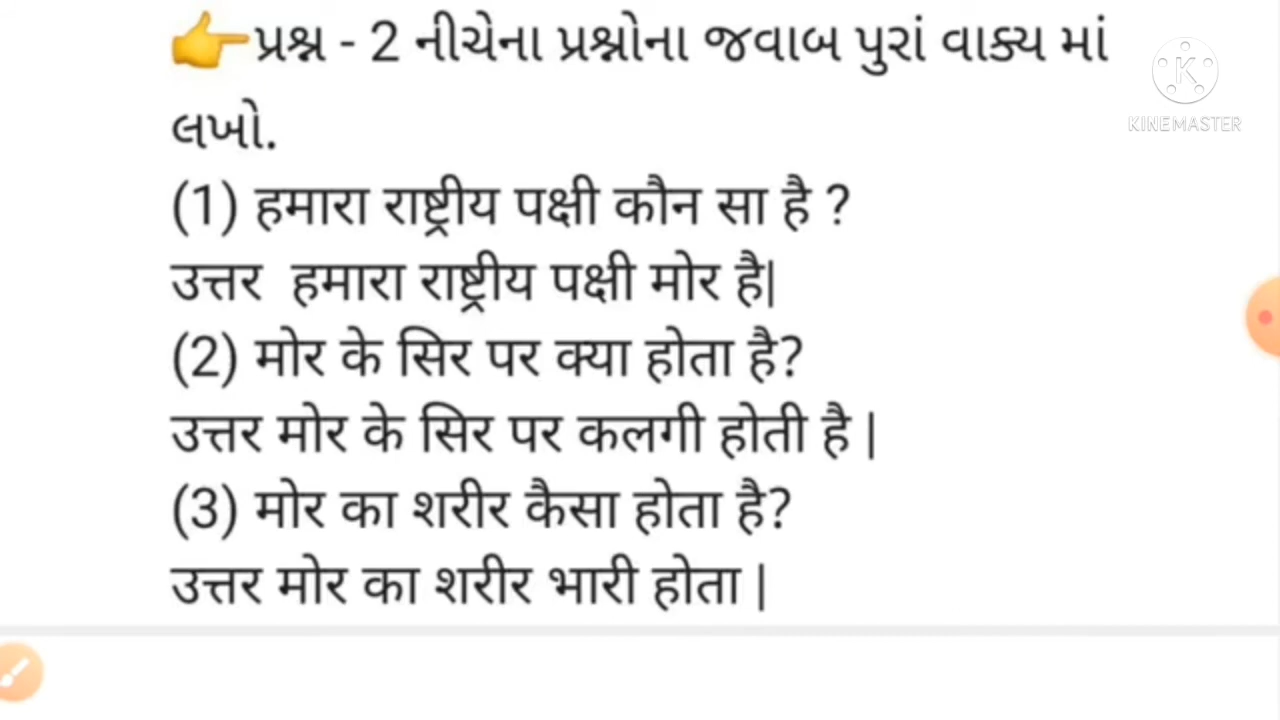 👉પ્રશ્ન - 2 નીચેના પ્રશ્નોના જવાબ પુરાં વાક્ય માં
લખો.
(1) हमारा राष्ट्रीय पक्षी कौन सा है ?
उत्तर हमारा राष्ट्रीय पक्षी मोर है|
(2) मोर के सिर पर क्या होता है?
उत्तर मोर के सिर पर कलगी होती है |
(3) मोर का शरीर कैसा होता है?
उत्तर मोर का शरीर भारी होता |
K
KINEMASTER